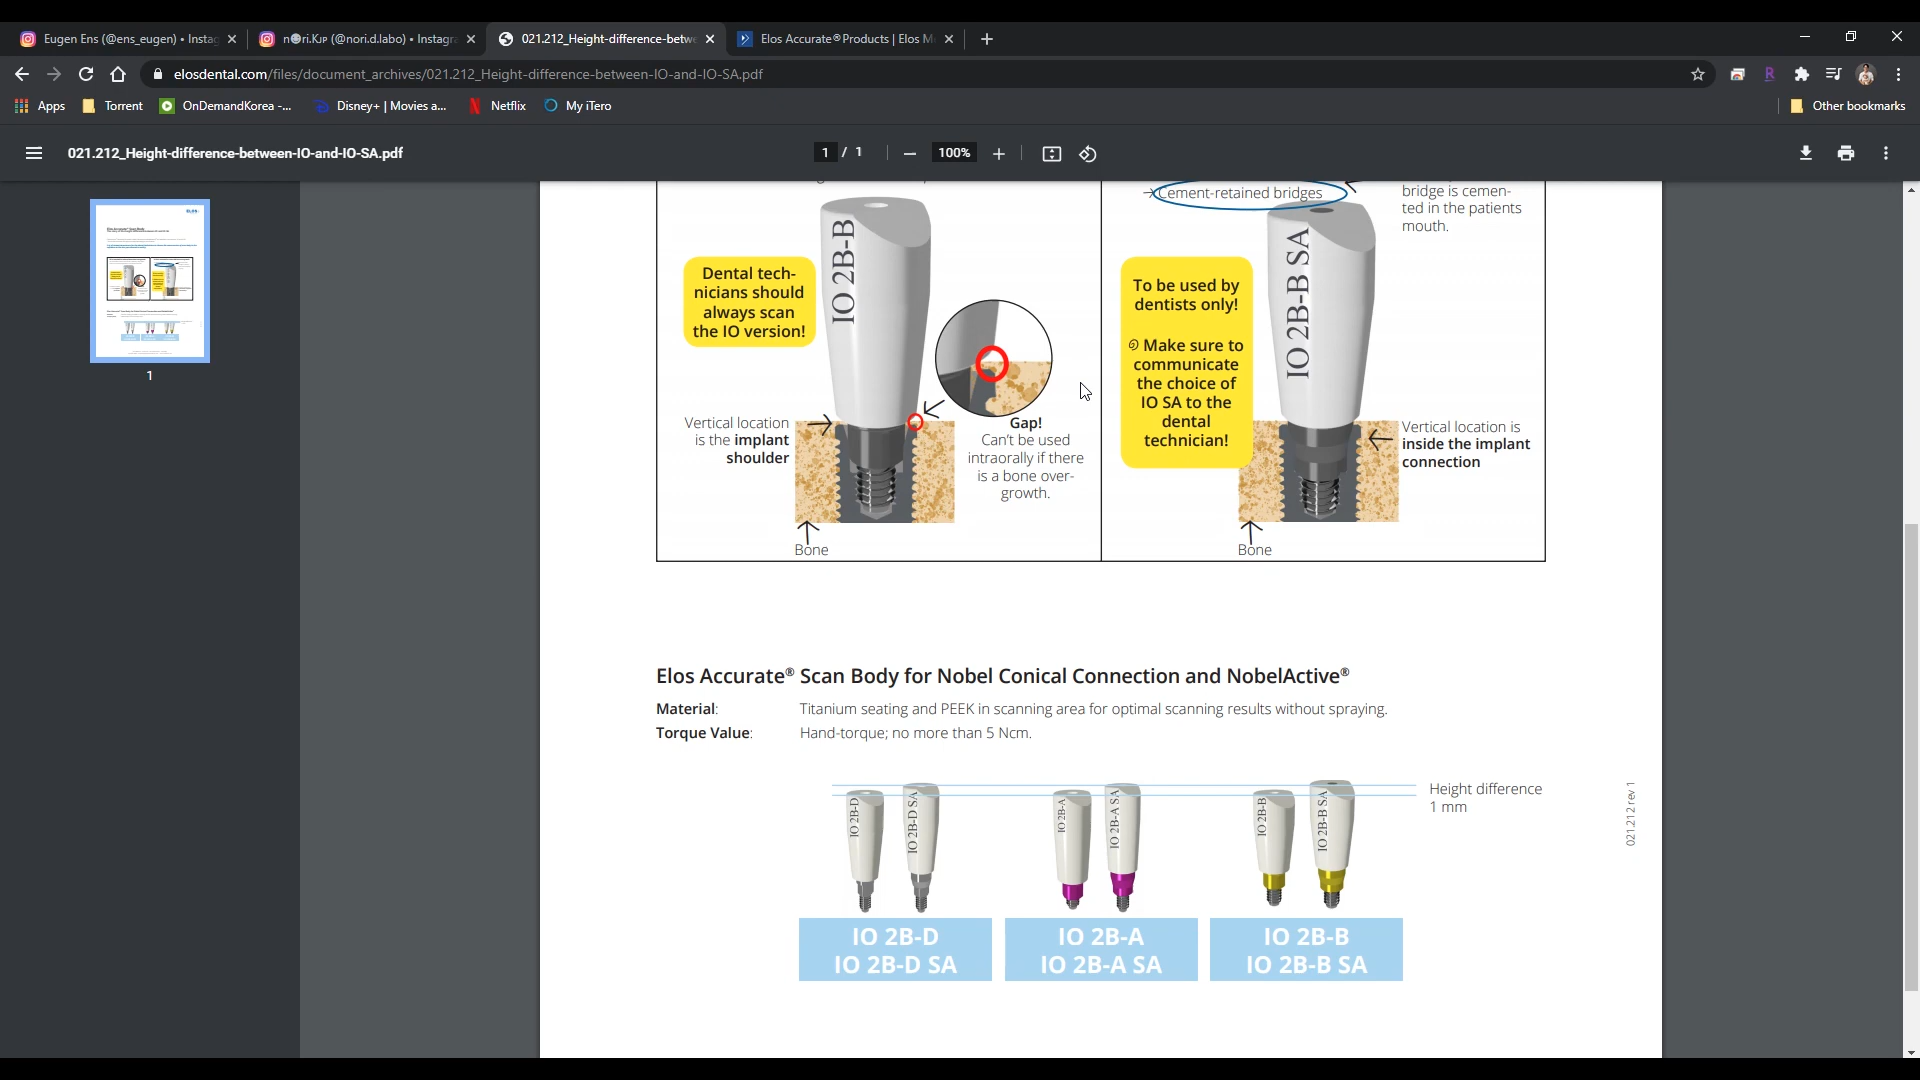 Eugen Ens (@ens_eugen) • Instag
n☻ri.Kᴊᴘ (@nori.d.labo) • Instagr
021.212_Height-difference-betwe
Elos Accurate®Products | Elos M
elosdental.com/files/document_archives/021.212_Height-difference-between-IO-and-IO-SA.pdf
Apps
Torrent
OnDemandKorea -...
Disney+ | Movies a...
Netflix
My iTero
Other bookmarks
021.212_Height-difference-between-IO-and-IO-SA.pdf
1 / 1
100%
1
IO 2B-B
Dental tech-
nicians should
always scan
the IO version!
Vertical location
is the implant
shoulder
Gap!
Can't be used
intraorally if there
is a bone over-
growth.
Bone
Cement-retained bridges
bridge is cemen-
ted in the patients
mouth.
IO 2B-B SA
To be used by
dentists only!
Make sure to
communicate
the choice of
IO SA to the
dental
technician!
Vertical location is
inside the implant
connection
Bone
Elos Accurate® Scan Body for Nobel Conical Connection and NobelActive®
Material: Titanium seating and PEEK in scanning area for optimal scanning results without spraying.
Torque Value: Hand-torque; no more than 5 Ncm.
IO 2B-D
IO 2B-D SA
IO 2B-A
IO 2B-A SA
IO 2B-B
IO 2B-B SA
Height difference
1 mm
IO 2B-D
IO 2B-D SA
IO 2B-A
IO 2B-A SA
IO 2B-B
IO 2B-B SA
021.212 rev 1